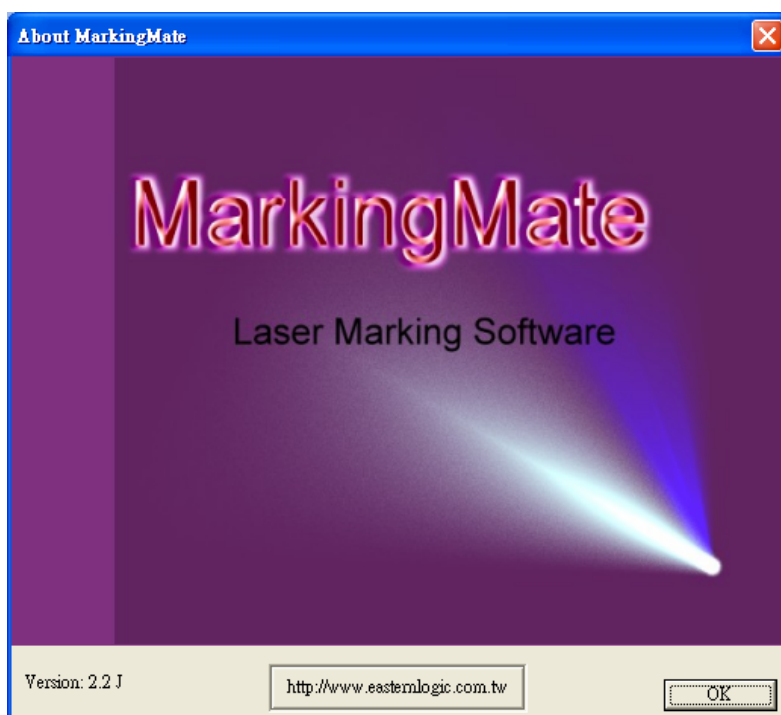 About MarkingMate
MarkingMate
Laser Marking Software
Version: 2.2 J
http://www.easternlogic.com.tw
OK